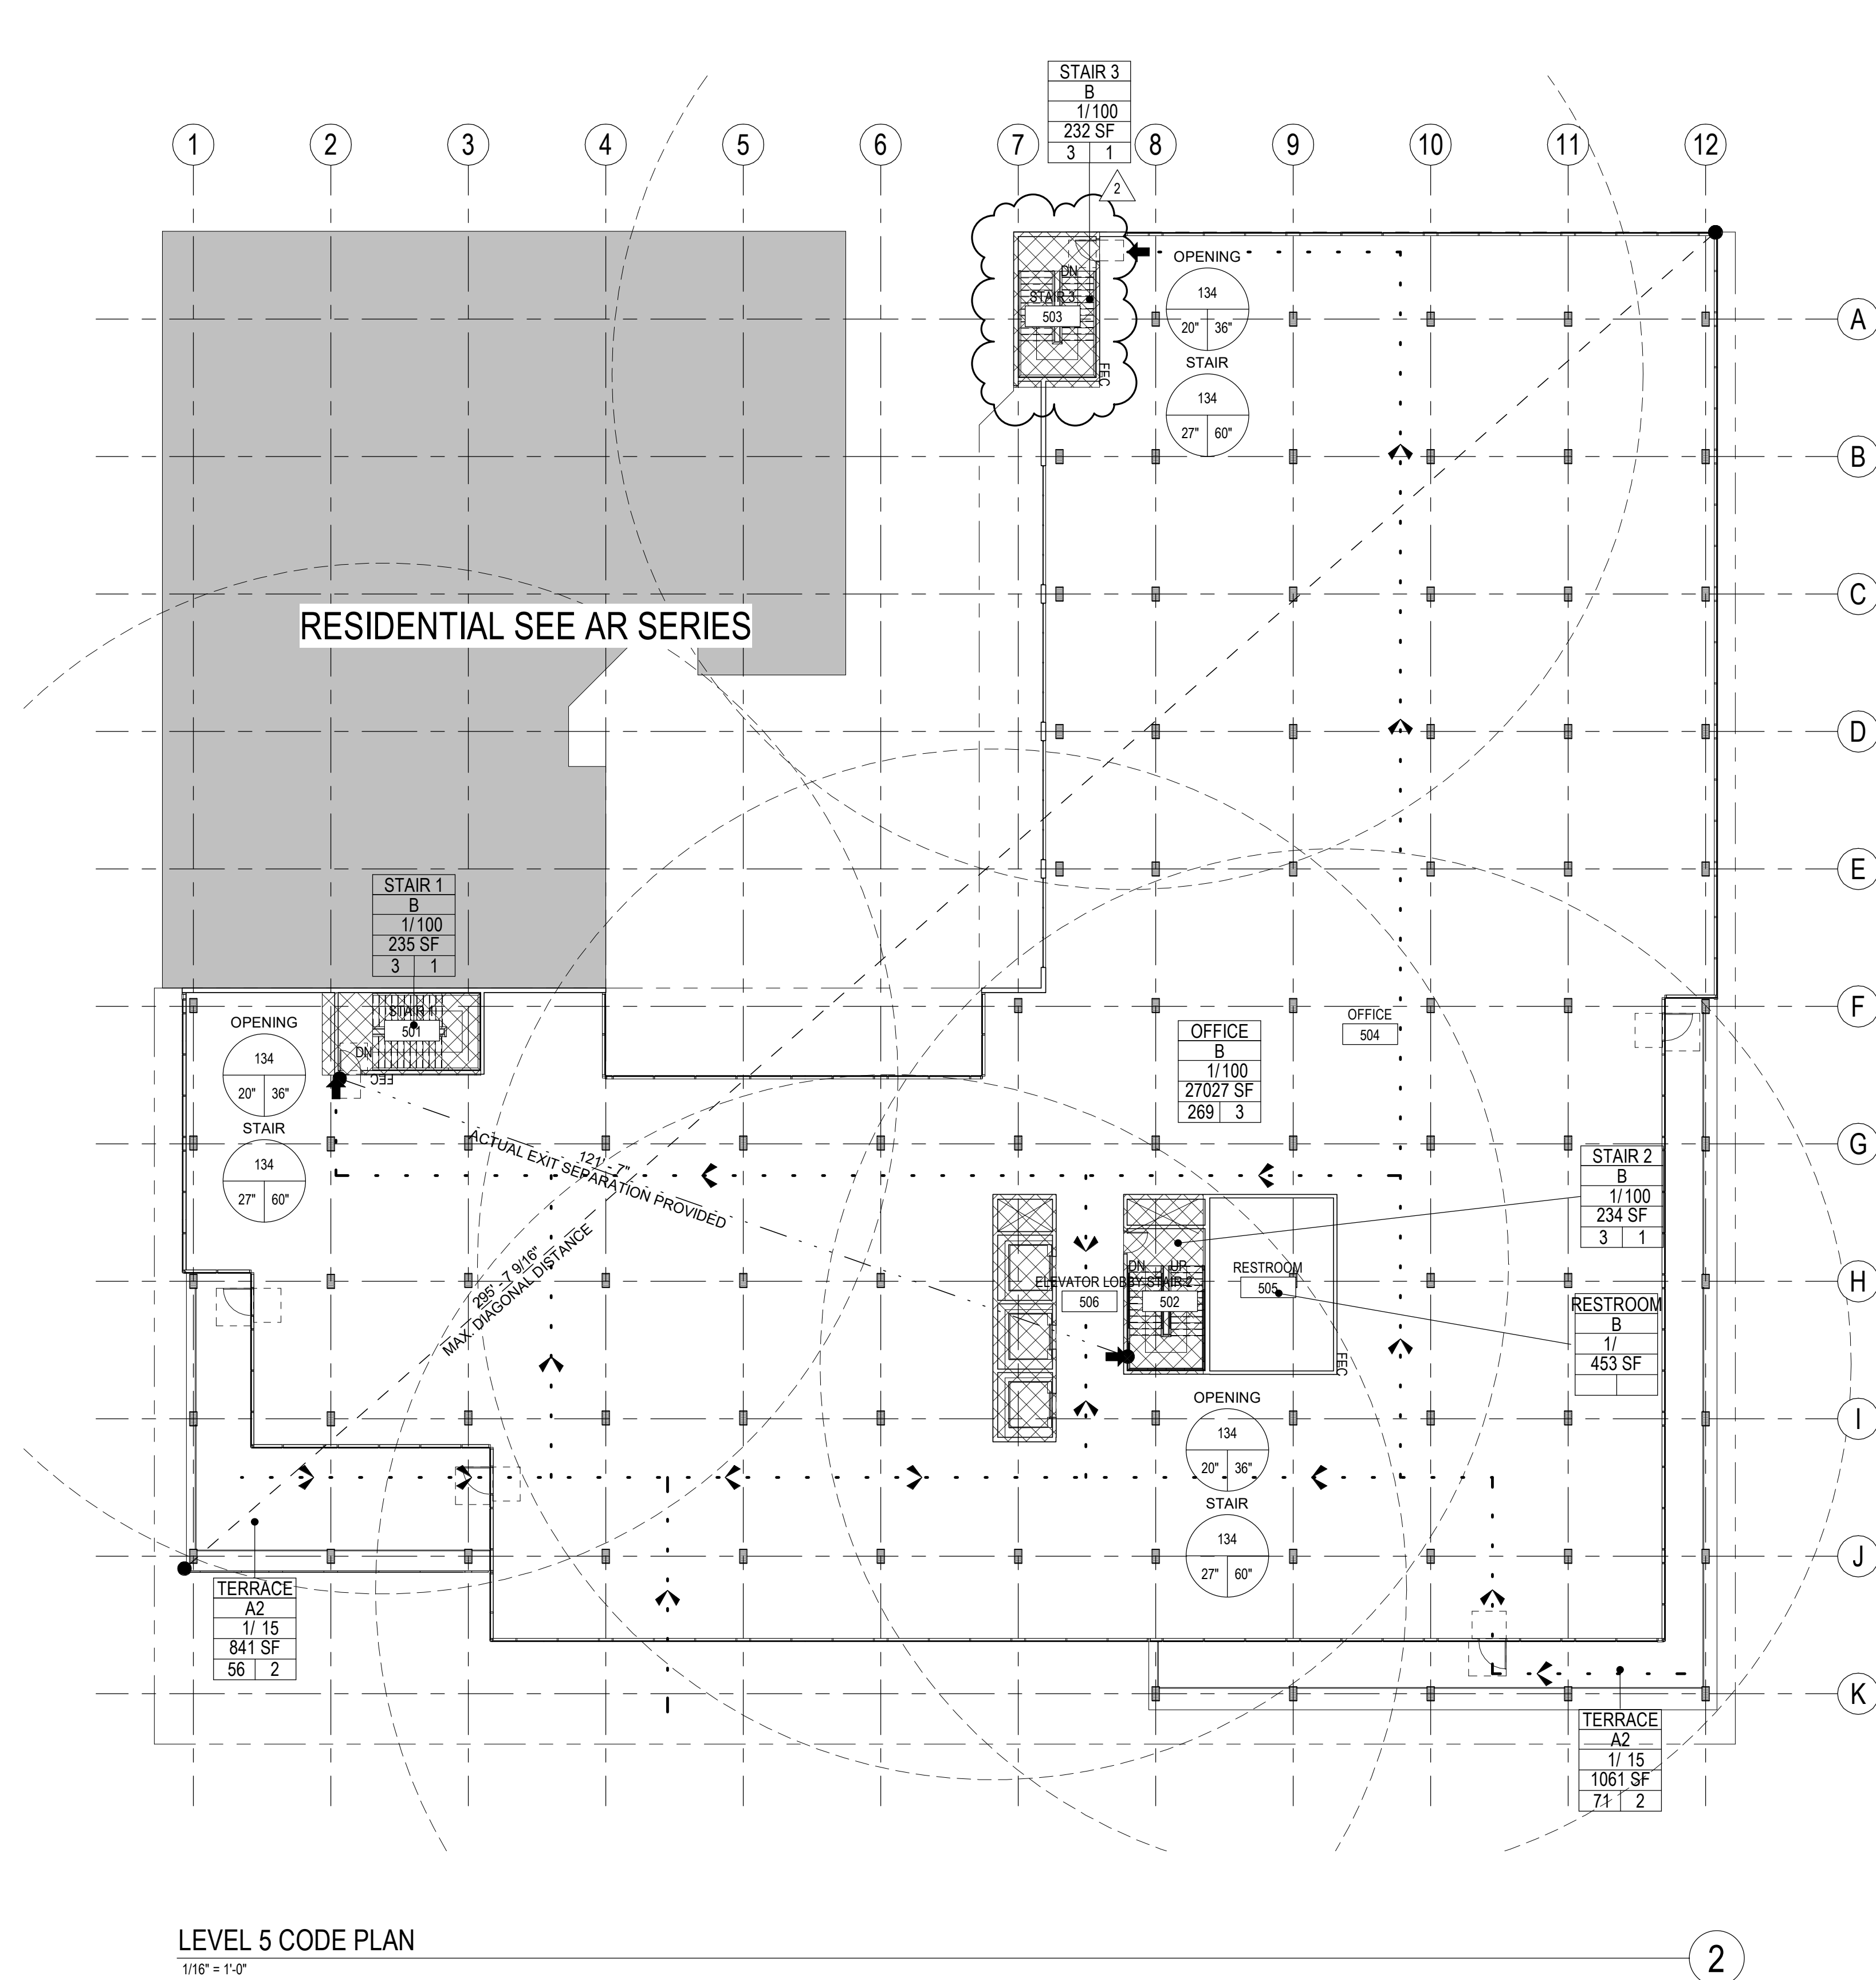 STAIR 3
B
1/100
232 SF
3 1
1 2 3 4 5 6 7 8 9 10 11 12
2
OPENING
134
20" 36"
STAIR
134
27" 60"
DN
STAIR 3
503
FEC
A
B
C
D
E
F
G
H
I
J
K
RESIDENTIAL SEE AR SERIES
STAIR 1
B
1/100
235 SF
3 1
STAIR 1
501
DN
FEC
OPENING
134
20" 36"
STAIR
134
27" 60"
OFFICE
504
OFFICE
B
1/100
27027 SF
269 3
121' - 7"
ACTUAL EXIT SEPARATION PROVIDED
295' - 7 9/16"
MAX. DIAGONAL DISTANCE
STAIR 2
B
1/100
234 SF
3 1
DN UP
ELEVATOR LOBBY
506
STAIR 2
502
RESTROOM
505
FEC
RESTROOM
B
1/
453 SF
OPENING
134
20" 36"
STAIR
134
27" 60"
TERRACE
A2
1/ 15
841 SF
56 2
TERRACE
A2
1/ 15
1061 SF
71 2
LEVEL 5 CODE PLAN
1/16" = 1'-0"
2